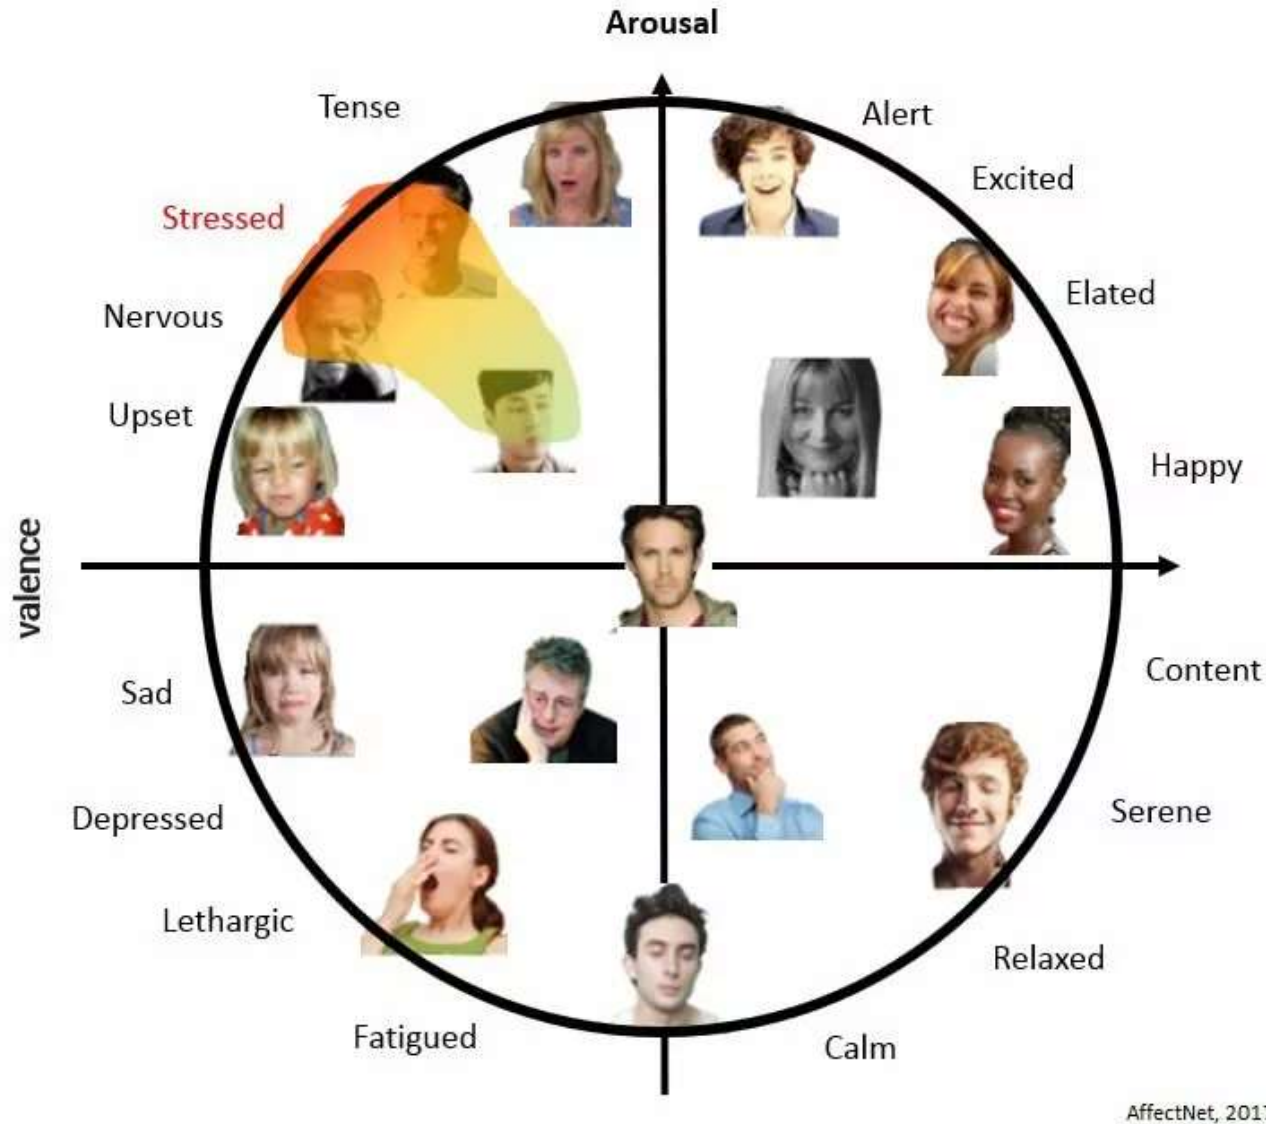 Arousal
Tense
Alert
Excited
Stressed
Elated
Nervous
Upset
Happy
valence
Content
Sad
Serene
Depressed
Lethargic
Relaxed
Fatigued
Calm
AffectNet, 2017